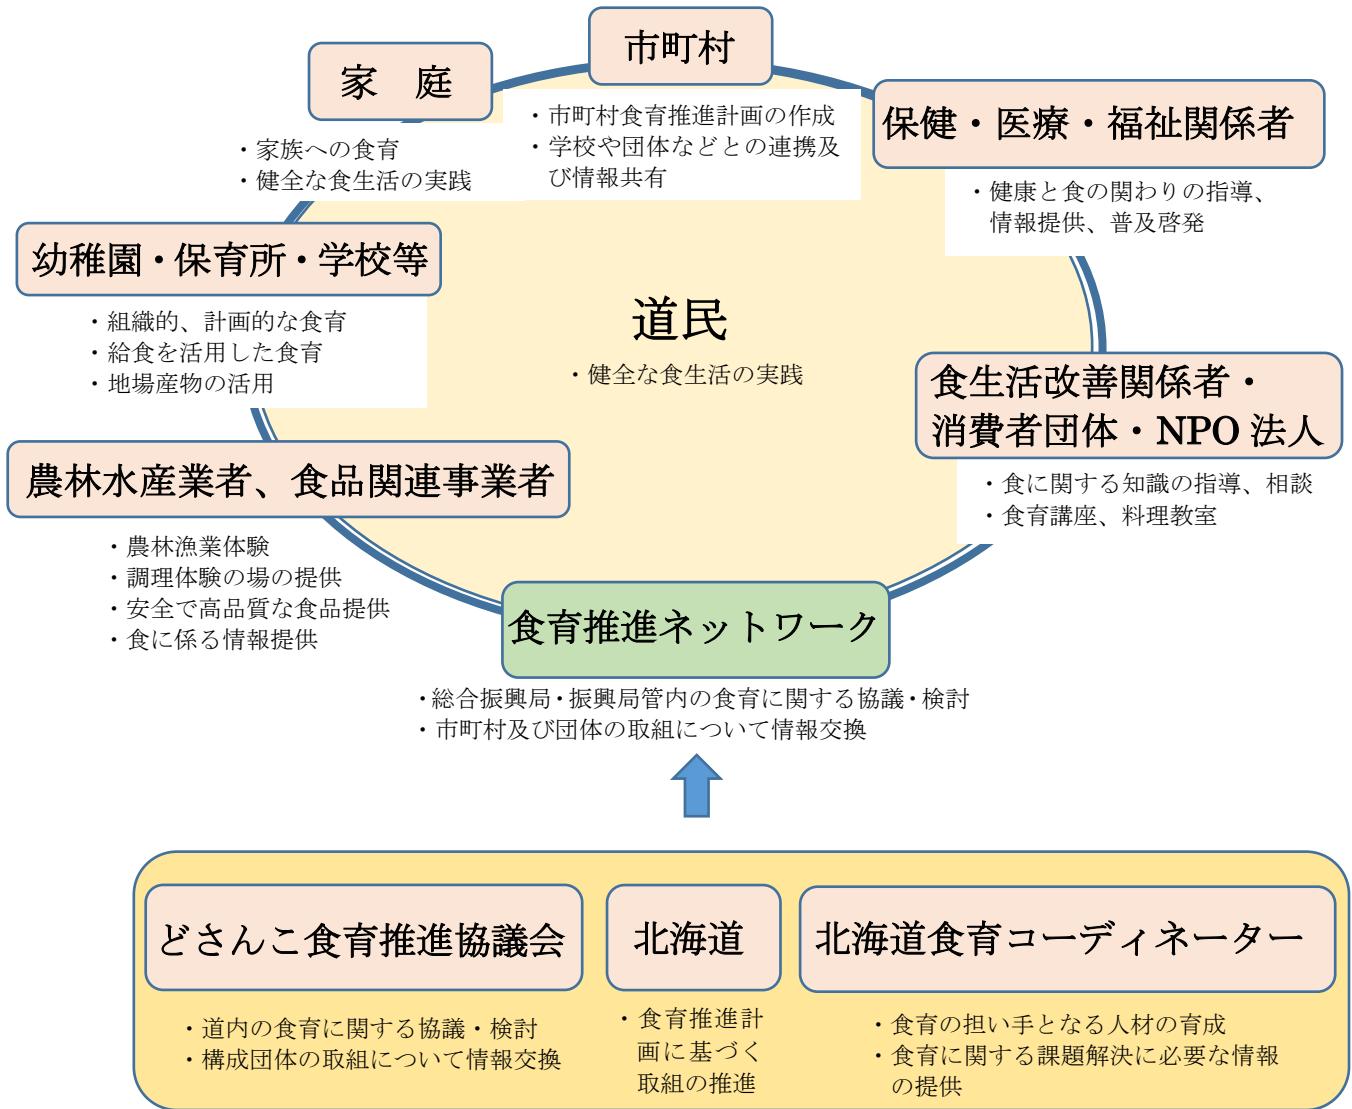 市町村
・市町村食育推進計画の作成
・学校や団体などとの連携及
び情報共有
家　庭
・家族への食育
・健全な食生活の実践
保健・医療・福祉関係者
・健康と食の関わりの指導、
情報提供、普及啓発
幼稚園・保育所・学校等
・組織的、計画的な食育
・給食を活用した食育
・地場産物の活用
道民
・健全な食生活の実践
食生活改善関係者・
消費者団体・NPO 法人
・食に関する知識の指導、相談
・食育講座、料理教室
農林水産業者、食品関連事業者
・農林漁業体験
・調理体験の場の提供
・安全で高品質な食品提供
・食に係る情報提供
食育推進ネットワーク
・総合振興局・振興局管内の食育に関する協議・検討
・市町村及び団体の取組について情報交換
どさんこ食育推進協議会
・道内の食育に関する協議・検討
・構成団体の取組について情報交換
北海道
・食育推進計
画に基づく
取組の推進
北海道食育コーディネーター
・食育の担い手となる人材の育成
・食育に関する課題解決に必要な情報
の提供